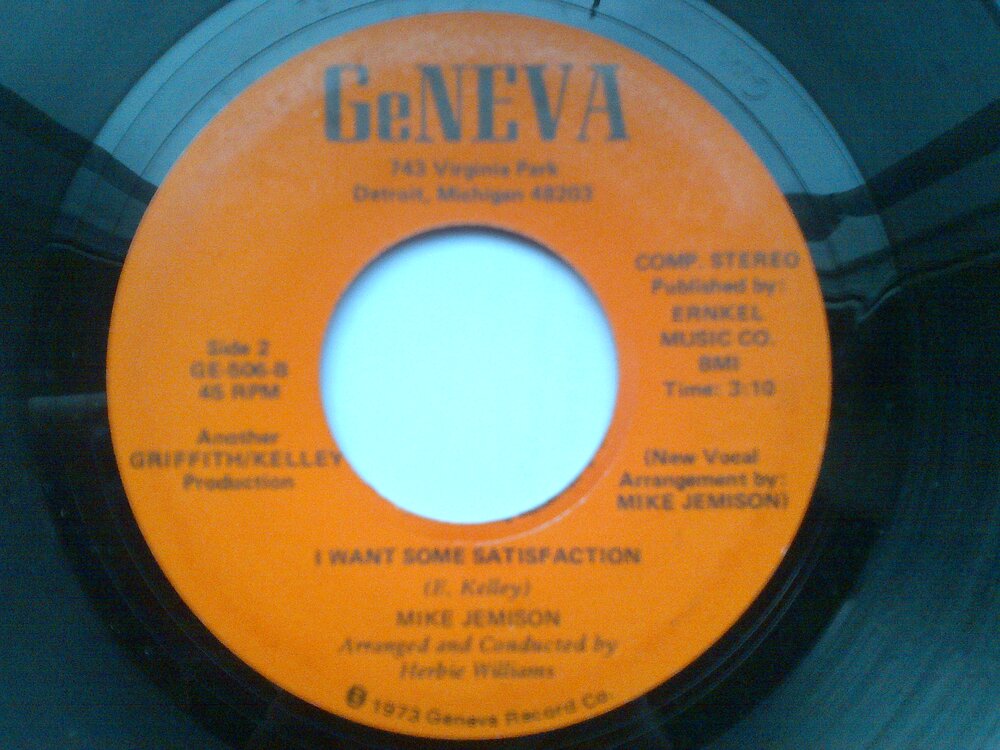 GeNEVA
743 Virginia Park
Detroit, Michigan 48202
COMP. STEREO
Published by:
ERNKEL
MUSIC CO.
BMI
Time: 3:10
Side 2
GE-506-B
45 RPM
Another
GRIFFITH/KELLEY
Production
(New Vocal
Arrangement by:
MIKE JEMISON)
I WANT SOME SATISFACTION
(E. Kelley)
MIKE JEMISON
Arranged and Conducted by
Herbie Williams
℗ 1973 Geneva Record Co.